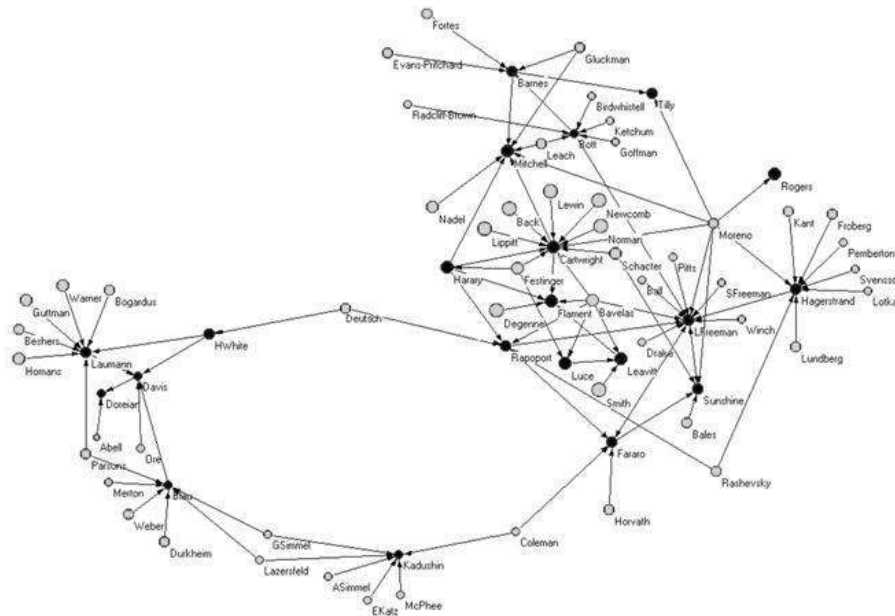 Fortes
Gluckman
Evans-Pritchard
Barnes
Tilly
Birdwhistell
Radcliff-Brown
Ketchum
Bott
Goffman
Leach
Mitchell
Rogers
Lewin
Newcomb
Kant
Froberg
Nadel
Back
Moreno
Norman
Pemberton
Lippitt
Cartwright
Schacter
Pitts
Svensso
Harary
Festinger
Ball
SFreeman
Hagerstrand
Lotka
Warner
Bogardus
Guttman
Degennel
Flament
Bavelas
Deutsch
LFreeman
Winch
Beshers
HWhite
Drake
Lundberg
Laumann
Rapoport
Homans
Luce
Leavitt
Davis
Smith
Sunshine
Doreian
Bales
Abell
Ore
Fararo
Parsons
Rashevsky
Merton
Blau
Weber
Horvath
GSimmel
Coleman
Durkheim
Lazersfeld
Kadushin
ASimmel
McPhee
EKatz